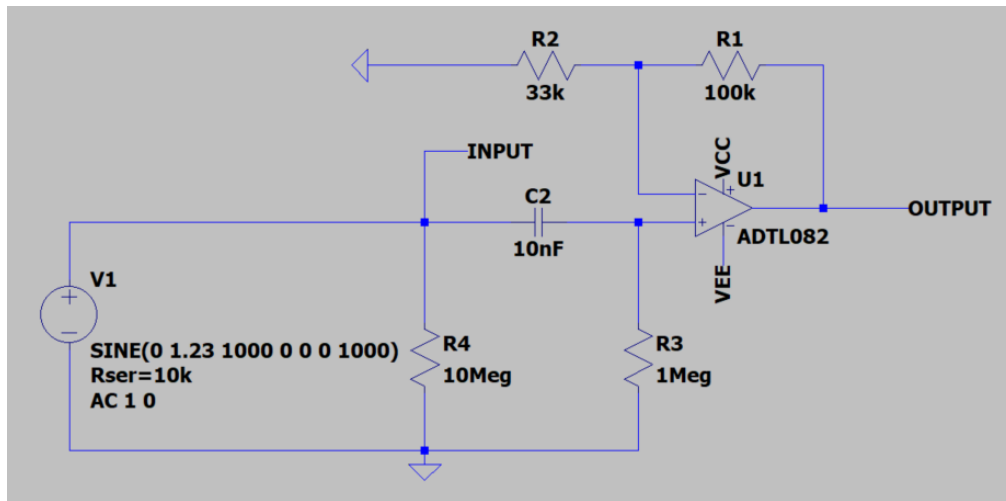 R2
R1
33k
100k
INPUT
VCC
U1
C2
OUTPUT
10nF
ADTL082
VEE
V1
SINE(0 1.23 1000 0 0 0 1000)
R4
R3
Rser=10k
10Meg
1Meg
AC 1 0